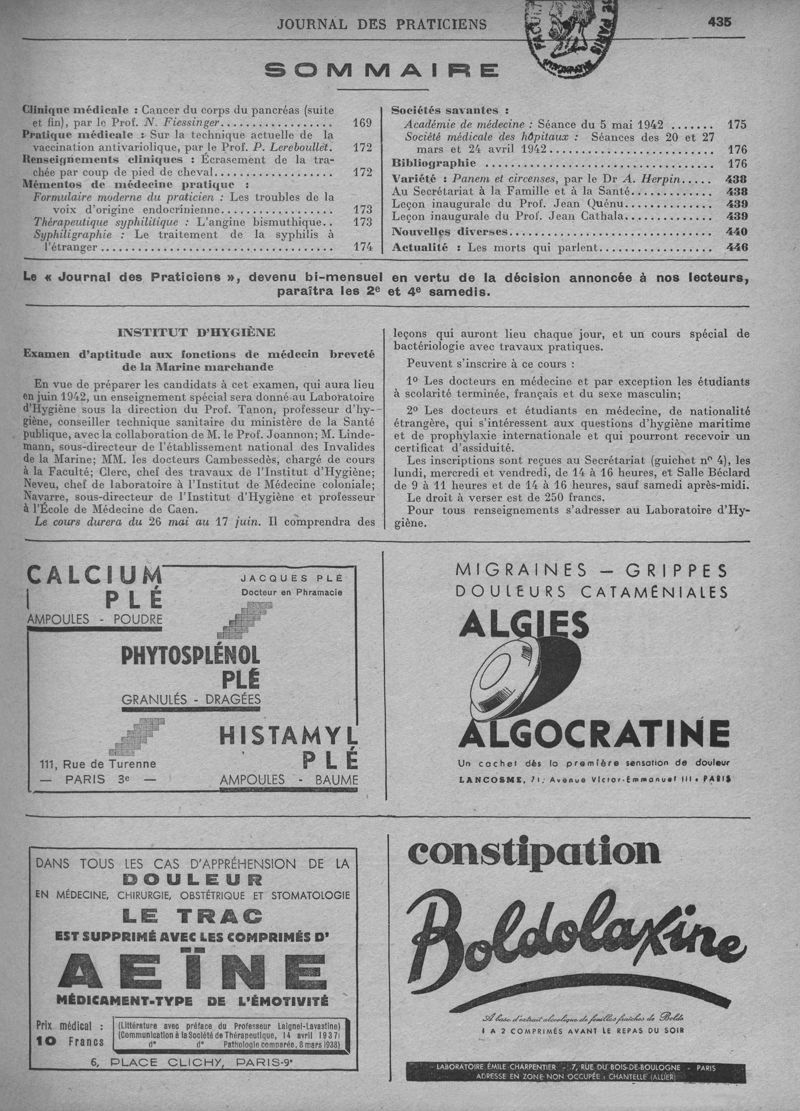 JOURNAL DES PRATICIENS
435
SOMMAIRE
Clinique médicale : Cancer du corps du pancréas (suite
et fin), par le Prof. N. Fiessinger.................. 169
Pratique médicale : Sur la technique actuelle de la
vaccination antivariolique, par le Prof. P. Lereboullet. 172
Renseignements cliniques : Écrasement de la tra-
chée par coup de pied de cheval.................. 172
Mémentos de médecine pratique :
Formulaire moderne du praticien : Les troubles de la
voix d'origine endocrinienne.................. 173
Thérapeutique syphilitique : L'angine bismuthique.. 173
Syphiligraphie : Le traitement de la syphilis à
l'étranger .................................... 174
Sociétés savantes :
Académie de médecine : Séance du 5 mai 1942 ....... 175
Société médicale des hôpitaux : Séances des 20 et 27
mars et 24 avril 1942......................... 176
Bibliographie .................................. 176
Variété : Panem et circenses, par le Dr A. Herpin..... 438
Au Secrétariat à la Famille et à la Santé............. 438
Leçon inaugurale du Prof. Jean Quénu............. 439
Leçon inaugurale du Prof. Jean Cathala............. 439
Nouvelles diverses.............................. 440
Actualité : Les morts qui parlent................. 446
Le « Journal des Praticiens », devenu bi-mensuel en vertu de la décision annoncée à nos lecteurs,
paraîtra les 2e et 4e samedis.
INSTITUT D'HYGIÈNE
Examen d'aptitude aux fonctions de médecin breveté
de la Marine marchande
En vue de préparer les candidats à cet examen, qui aura lieu
en juin 1942, un enseignement spécial sera donné au Laboratoire
d'Hygiène sous la direction du Prof. Tanon, professeur d'hy-
giène, conseiller technique sanitaire du ministère de la Santé
publique, avec la collaboration de M. le Prof. Joannon; M. Linde-
mann, sous-directeur de l'établissement national des Invalides
de la Marine; MM. les docteurs Cambessedès, chargé de cours
à la Faculté; Clerc, chef des travaux de l'Institut d'Hygiène;
Neveu, chef de laboratoire à l'Institut de Médecine coloniale;
Navarre, sous-directeur de l'Institut d'Hygiène et professeur
à l'École de Médecine de Caen.
Le cours durera du 26 mai au 17 juin. Il comprendra des
leçons qui auront lieu chaque jour, et un cours spécial de
bactériologie avec travaux pratiques.
Peuvent s'inscrire à ce cours :
1º Les docteurs en médecine et par exception les étudiants
à scolarité terminée, français et du sexe masculin;
2º Les docteurs et étudiants en médecine, de nationalité
étrangère, qui s'intéressent aux questions d'hygiène maritime
et de prophylaxie internationale et qui pourront recevoir un
certificat d'assiduité.
Les inscriptions sont reçues au Secrétariat (guichet nº 4), les
lundi, mercredi et vendredi, de 14 à 16 heures, et Salle Béclard
de 9 à 11 heures et de 14 à 16 heures, sauf samedi après-midi.
Le droit à verser est de 250 francs.
Pour tous renseignements s'adresser au Laboratoire d'Hy-
giène.
CALCIUM
PLÉ
AMPOULES - POUDRE
JACQUES PLÉ
Docteur en Phramacie
PHYTOSPLÉNOL
PLÉ
GRANULÉS - DRAGÉES
HISTAMYL
PLÉ
AMPOULES - BAUME
111, Rue de Turenne
— PARIS 3e —
MIGRAINES — GRIPPES
DOULEURS CATAMÉNIALES
ALGIES
ALGOCRATINE
Un cachet dès la première sensation de douleur
LANCOSME, 71, Avenue Victor-Emmanuel III • PARIS
DANS TOUS LES CAS D'APPRÉHENSION DE LA
DOULEUR
EN MÉDECINE, CHIRURGIE, OBSTÉTRIQUE ET STOMATOLOGIE
LE TRAC
EST SUPPRIMÉ AVEC LES COMPRIMÉS D'
AEÏNE
MÉDICAMENT-TYPE DE L'ÉMOTIVITÉ
Prix médical :
10 Francs
(Littérature avec préface du Professeur Laignel-Lavastine)
(Communication à la Société de Thérapeutique, 14 avril 1937)
dº dº Pathologie comparée, 8 mars 1938)
6, PLACE CLICHY, PARIS-9e
constipation
Boldolaxine
A base d'extrait alcoolique de feuilles fraîches de Boldo
1 A 2 COMPRIMÉS AVANT LE REPAS DU SOIR
LABORATOIRE ÉMILE CHARPENTIER - 7, RUE DU BOIS-DE-BOULOGNE - PARIS
ADRESSE EN ZONE NON OCCUPÉE : CHANTELLE (ALLIER)